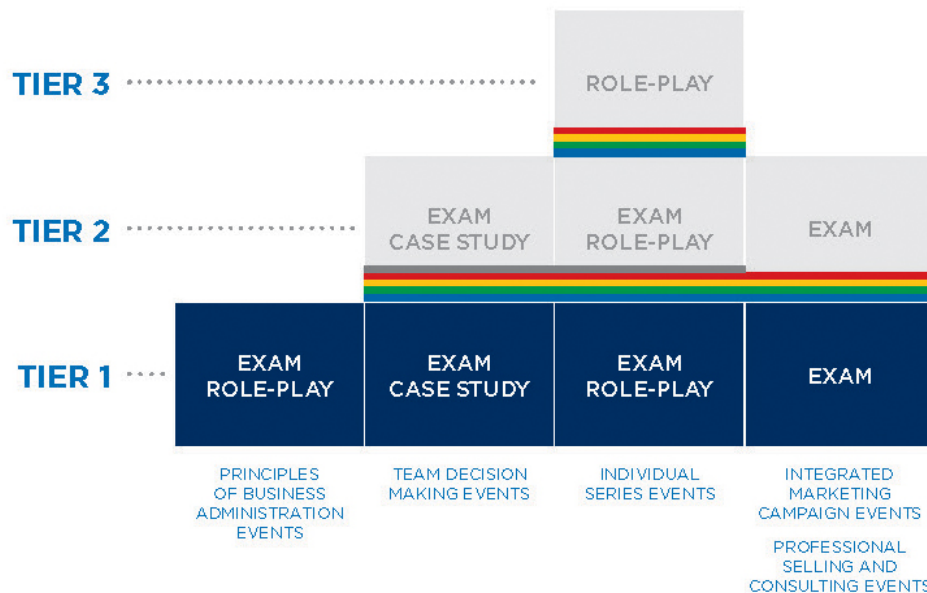 TIER 3
ROLE-PLAY
TIER 2
EXAM
CASE STUDY
EXAM
ROLE-PLAY
EXAM
TIER 1
EXAM
ROLE-PLAY
EXAM
CASE STUDY
EXAM
ROLE-PLAY
EXAM
PRINCIPLES
OF BUSINESS
ADMINISTRATION
EVENTS
TEAM DECISION
MAKING EVENTS
INDIVIDUAL
SERIES EVENTS
INTEGRATED
MARKETING
CAMPAIGN EVENTS
PROFESSIONAL
SELLING AND
CONSULTING EVENTS